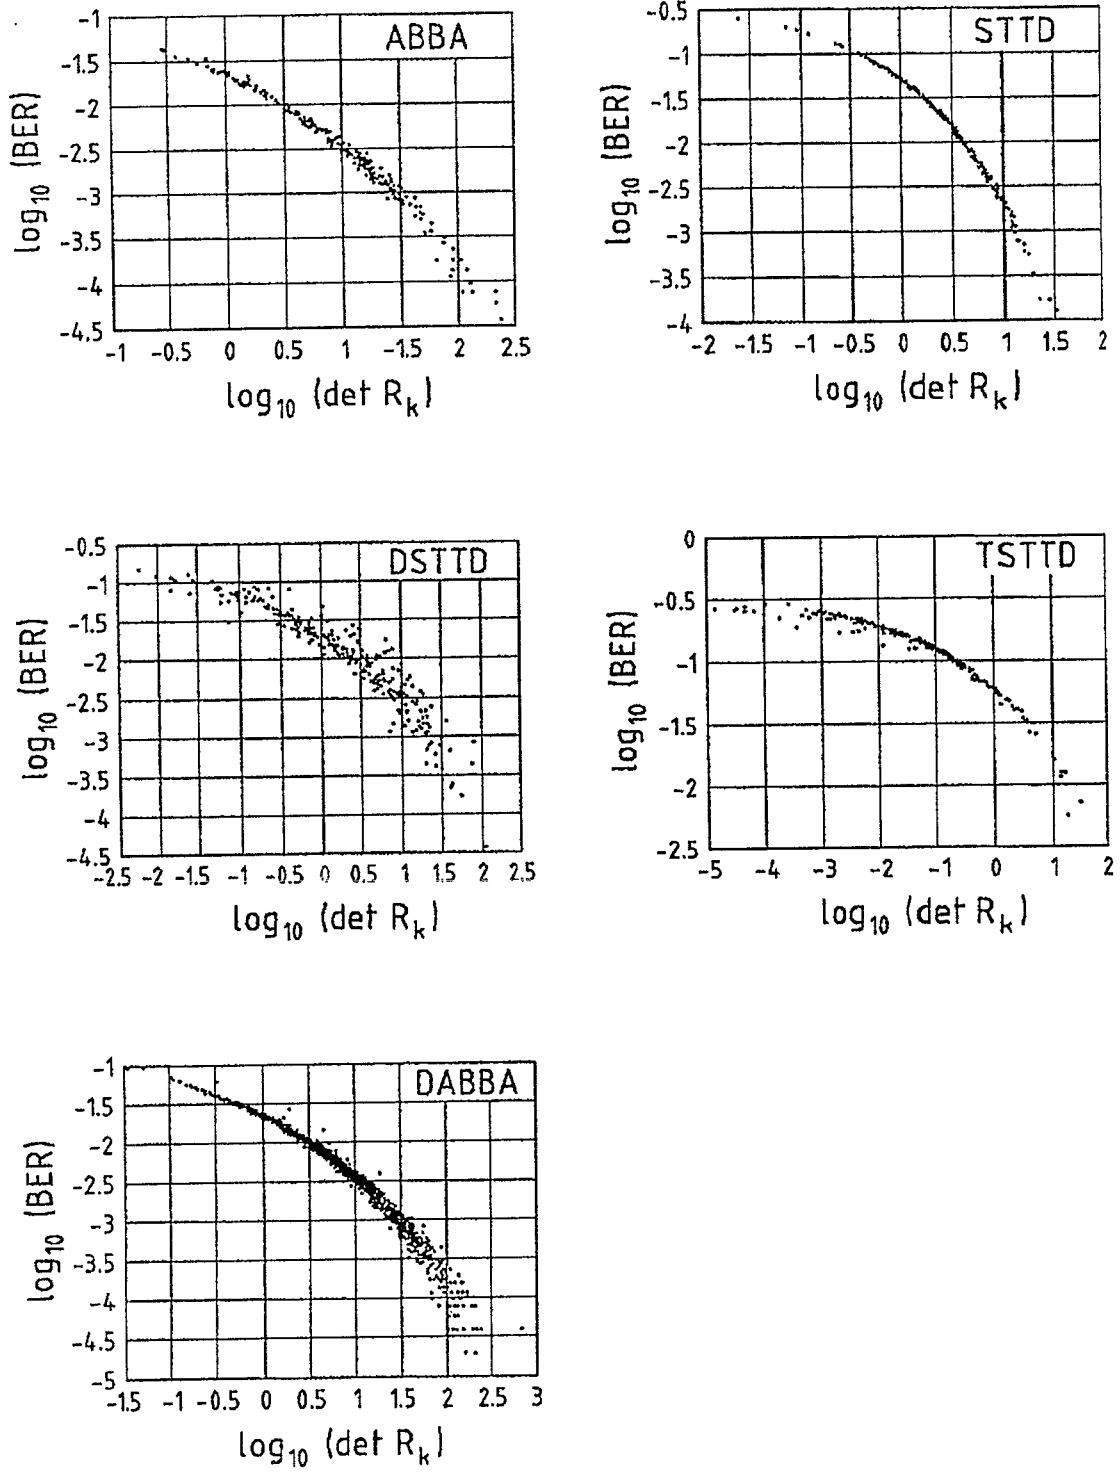 ABBA
-1
-1.5
-2
-2.5
-3
-3.5
-4
-4.5
log10 (BER)
-1 -0.5 0 0.5 1 -1.5 2 2.5
log10 (det Rk)
STTD
-0.5
-1
-1.5
-2
-2.5
-3
-3.5
-4
log10 (BER)
-2 -1.5 -1 -0.5 0 0.5 1 1.5 2
log10 (det Rk)
DSTTD
-0.5
-1
-1.5
-2
-2.5
-3
-3.5
-4
-4.5
log10 (BER)
-2.5 -2 -1.5 -1 -0.5 0 0.5 1 1.5 2 2.5
log10 (det Rk)
TSTTD
0
-0.5
-1
-1.5
-2
-2.5
log10 (BER)
-5 -4 -3 -2 -1 0 1 2
log10 (det Rk)
DABBA
-1
-1.5
-2
-2.5
-3
-3.5
-4
-4.5
-5
log10 (BER)
-1.5 -1 -0.5 0 0.5 1 1.5 2 2.5 3
log10 (det Rk)